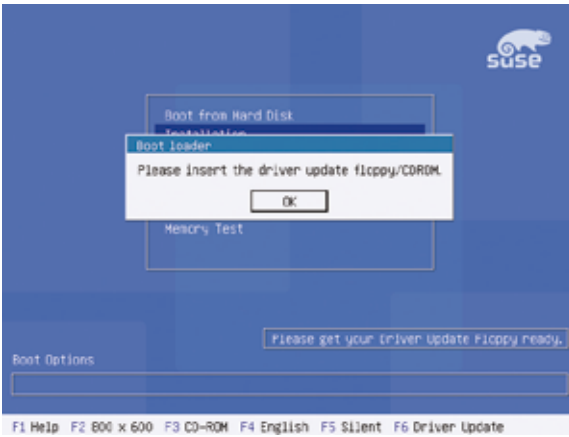 SUSE
Boot from Hard Disk
Installation
Boot loader
Please insert the driver update floppy/CDROM.
OK
Memory Test
Please get your Driver Update Floppy ready.
Boot Options
F1 Help F2 800 x 600 F3 CD-ROM F4 English F5 Silent F6 Driver Update